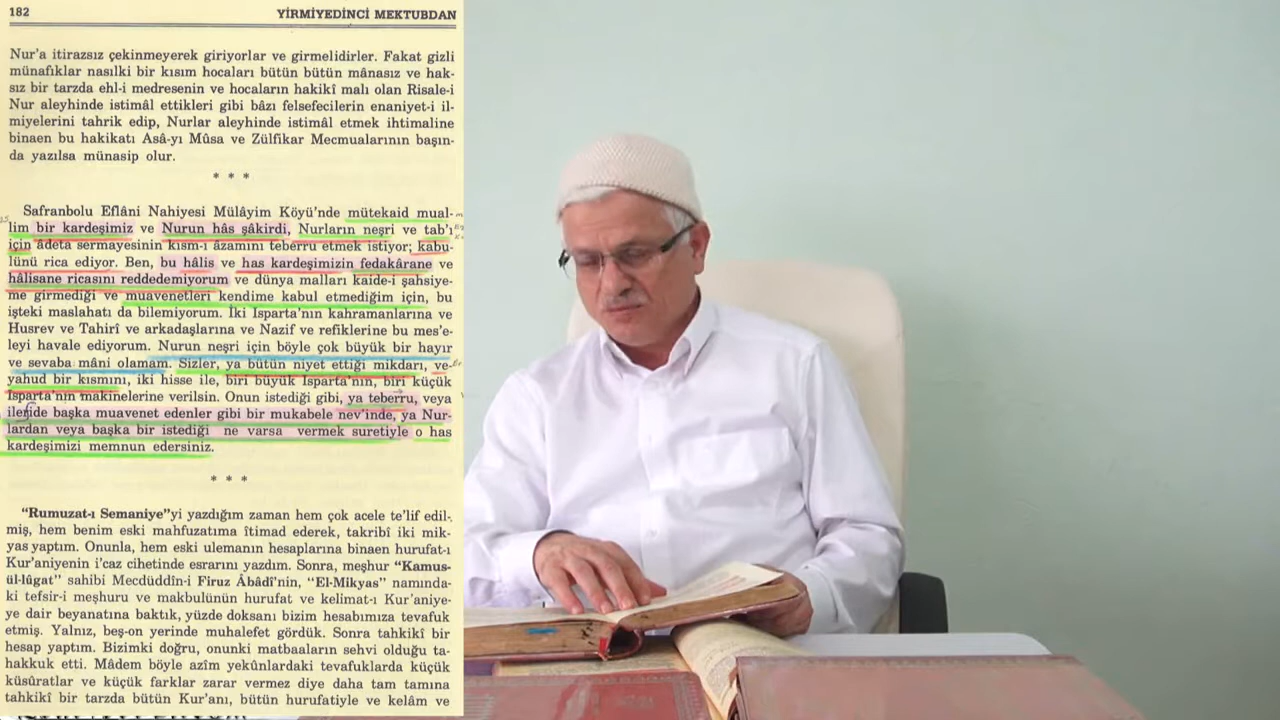 182 YİRMİYEDİNCİ MEKTUBDAN
Nur'a itirazsız çekinmeyerek giriyorlar ve girmelidirler. Fakat gizli
münafıklar nasılki bir kısım hocaları bütün bütün mânasız ve hak-
sız bir tarzda ehl-i medresenin ve hocaların hakikî malı olan Risale-i
Nur aleyhinde istimâl ettikleri gibi bâzı felsefecilerin enaniyet-i il-
miyelerini tahrik edip, Nurlar aleyhinde istimâl etmek ihtimaline
binaen bu hakikatı Asâ-yı Mûsa ve Zülfikar Mecmualarının başın-
da yazılsa münasip olur.
* * *
Safranbolu Eflâni Nahiyesi Mülâyim Köyü'nde mütekaid mual-
lim bir kardeşimiz ve Nurun hâs şâkirdi, Nurların neşri ve tab'ı
için âdeta sermayesinin kısm-ı âzamını teberru etmek istiyor; kabu-
lünü rica ediyor. Ben, bu hâlis ve has kardeşimizin fedakârane ve
hâlisane ricasını reddedemiyorum ve dünya malları kaide-i şahsiye-
me girmediği ve muavenetleri kendime kabul etmediğim için, bu
işteki maslahatı da bilemiyorum. İki Isparta'nın kahramanlarına ve
Husrev ve Tahirî ve arkadaşlarına ve Nazif ve refiklerine bu mes'e-
leyi havale ediyorum. Nurun neşri için böyle çok büyük bir hayır
ve sevaba mâni olamam. Sizler, ya bütün niyet ettiği mikdarı, ve-
yahud bir kısmını, iki hisse ile, biri büyük Isparta'nın, biri küçük
Isparta'nın makinelerine verilsin. Onun istediği gibi, ya teberru, veya
ileride başka muavenet edenler gibi bir mukabele nev'inde, ya Nur-
lardan veya başka bir istediği ne varsa vermek suretiyle o has
kardeşimizi memnun edersiniz.
* * *
"Rumuzat-ı Semaniye"yi yazdığım zaman hem çok acele te'lif edil-
miş, hem benim eski mahfuzatıma îtimad ederek, takribî iki mik-
yas yaptım. Onunla, hem eski ulemanın hesaplarına binaen hurufat-ı
Kur'aniyenin i'caz cihetinde esrarını yazdım. Sonra, meşhur "Kamus-
ül-lûgat" sahibi Mecdüddîn-i Firuz Âbâdî'nin, "El-Mikyas" namında-
ki tefsir-i meşhuru ve makbulünün hurufat ve kelimat-ı Kur'aniye-
ye dair beyanatına baktık, yüzde doksanı bizim hesabımıza tevafuk
etmiş. Yalnız, beş-on yerinde muhalefet gördük. Sonra tahkikî bir
hesap yaptım. Bizimki doğru, onunki matbaaların sehvi olduğu ta-
hakkuk etti. Mâdem böyle azîm yekûnlardaki tevafuklarda küçük
küsûratlar ve küçük farklar zarar vermez diye daha tam tamına
tahkikî bir tarzda bütün Kur'anı, bütün hurufatiyle ve kelâm ve